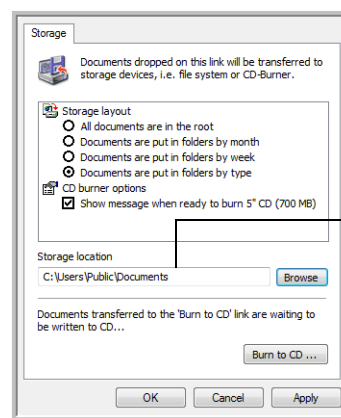 Storage
Documents dropped on this link will be transferred to
storage devices, i.e. file system or CD-Burner.
Storage layout
All documents are in the root
Documents are put in folders by month
Documents are put in folders by week
Documents are put in folders by type
CD burner options
Show message when ready to burn 5" CD (700 MB)
Storage location
C:\Users\Public\Documents
Browse
Documents transferred to the 'Burn to CD' link are waiting to
be written to CD...
Burn to CD ...
OK Cancel Apply